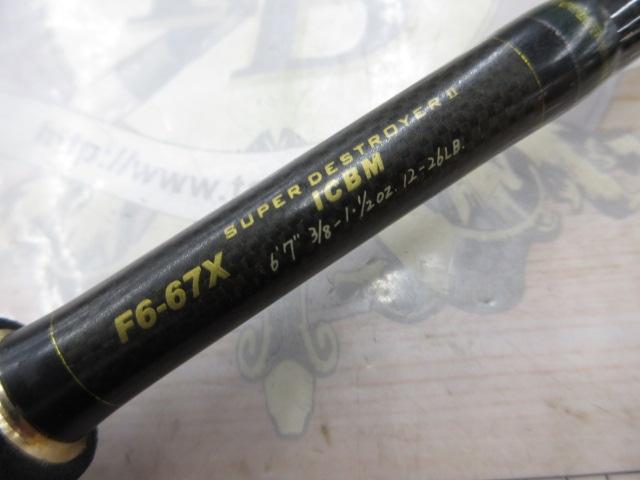 SUPER DESTROYER II
ICBM
F6-67X
6'7" 3/8-1·1/2OZ. 12-26LB.
http://www.t